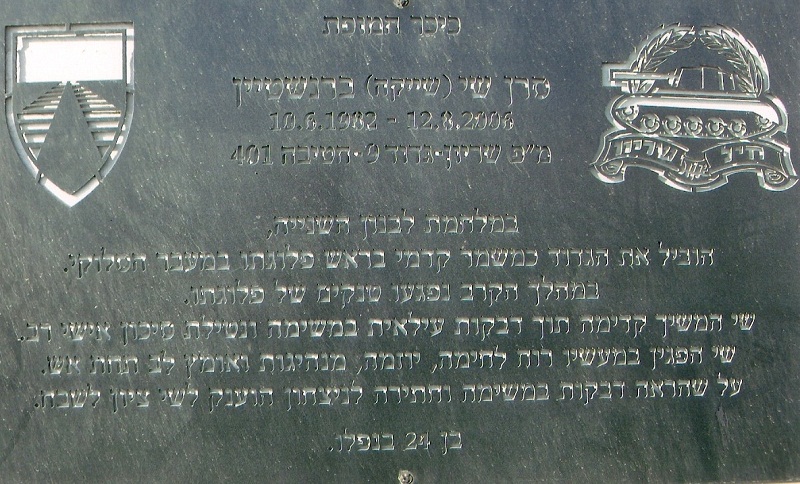 כיכר המוסך
סרן שי (שייקה) ברנשטיין
10.6.1982 - 12.8.2006
מ"פ שריון-גדוד 9-חטיבה 401
חיל השריון
במלחמת לבנון השנייה,
הוביל את הגדוד כמשמר קדמי בראש פלוגתו במעבר הסלוקי.
במהלך הקרב נפגעו טנקים של פלוגתו.
שי המשיך קדימה תוך דבקות עילאית במשימה ונטילת סיכון אישי רב.
שי הפגין במעשיו רוח לחימה, יוזמה, מנהיגות ואומץ לב תחת אש.
על שהראה דבקות במשימה וחתירה לניצחון הוענק לשי ציון לשבח.
בן 24 בנפלו.